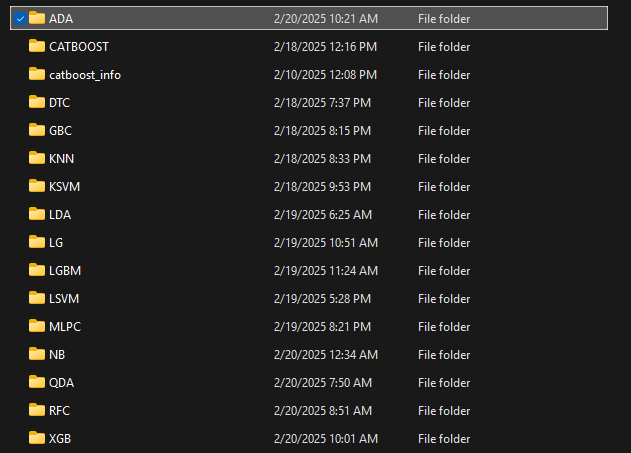 ADA 2/20/2025 10:21 AM File folder
CATBOOST 2/18/2025 12:16 PM File folder
catboost_info 2/10/2025 12:08 PM File folder
DTC 2/18/2025 7:37 PM File folder
GBC 2/18/2025 8:15 PM File folder
KNN 2/18/2025 8:33 PM File folder
KSVM 2/18/2025 9:53 PM File folder
LDA 2/19/2025 6:25 AM File folder
LG 2/19/2025 10:51 AM File folder
LGBM 2/19/2025 11:24 AM File folder
LSVM 2/19/2025 5:28 PM File folder
MLPC 2/19/2025 8:21 PM File folder
NB 2/20/2025 12:34 AM File folder
QDA 2/20/2025 7:50 AM File folder
RFC 2/20/2025 8:51 AM File folder
XGB 2/20/2025 10:01 AM File folder